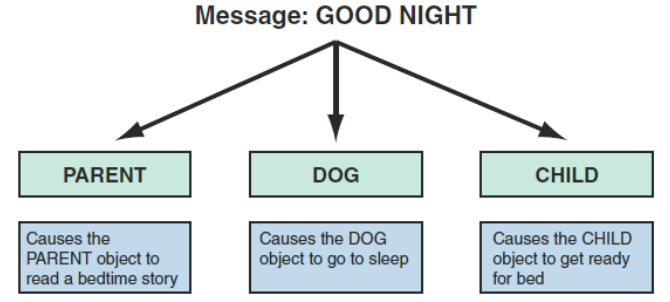 Message: GOOD NIGHT
PARENT
DOG
CHILD
Causes the
PARENT object to
read a bedtime story
Causes the DOG
object to go to sleep
Causes the CHILD
object to get ready
for bed